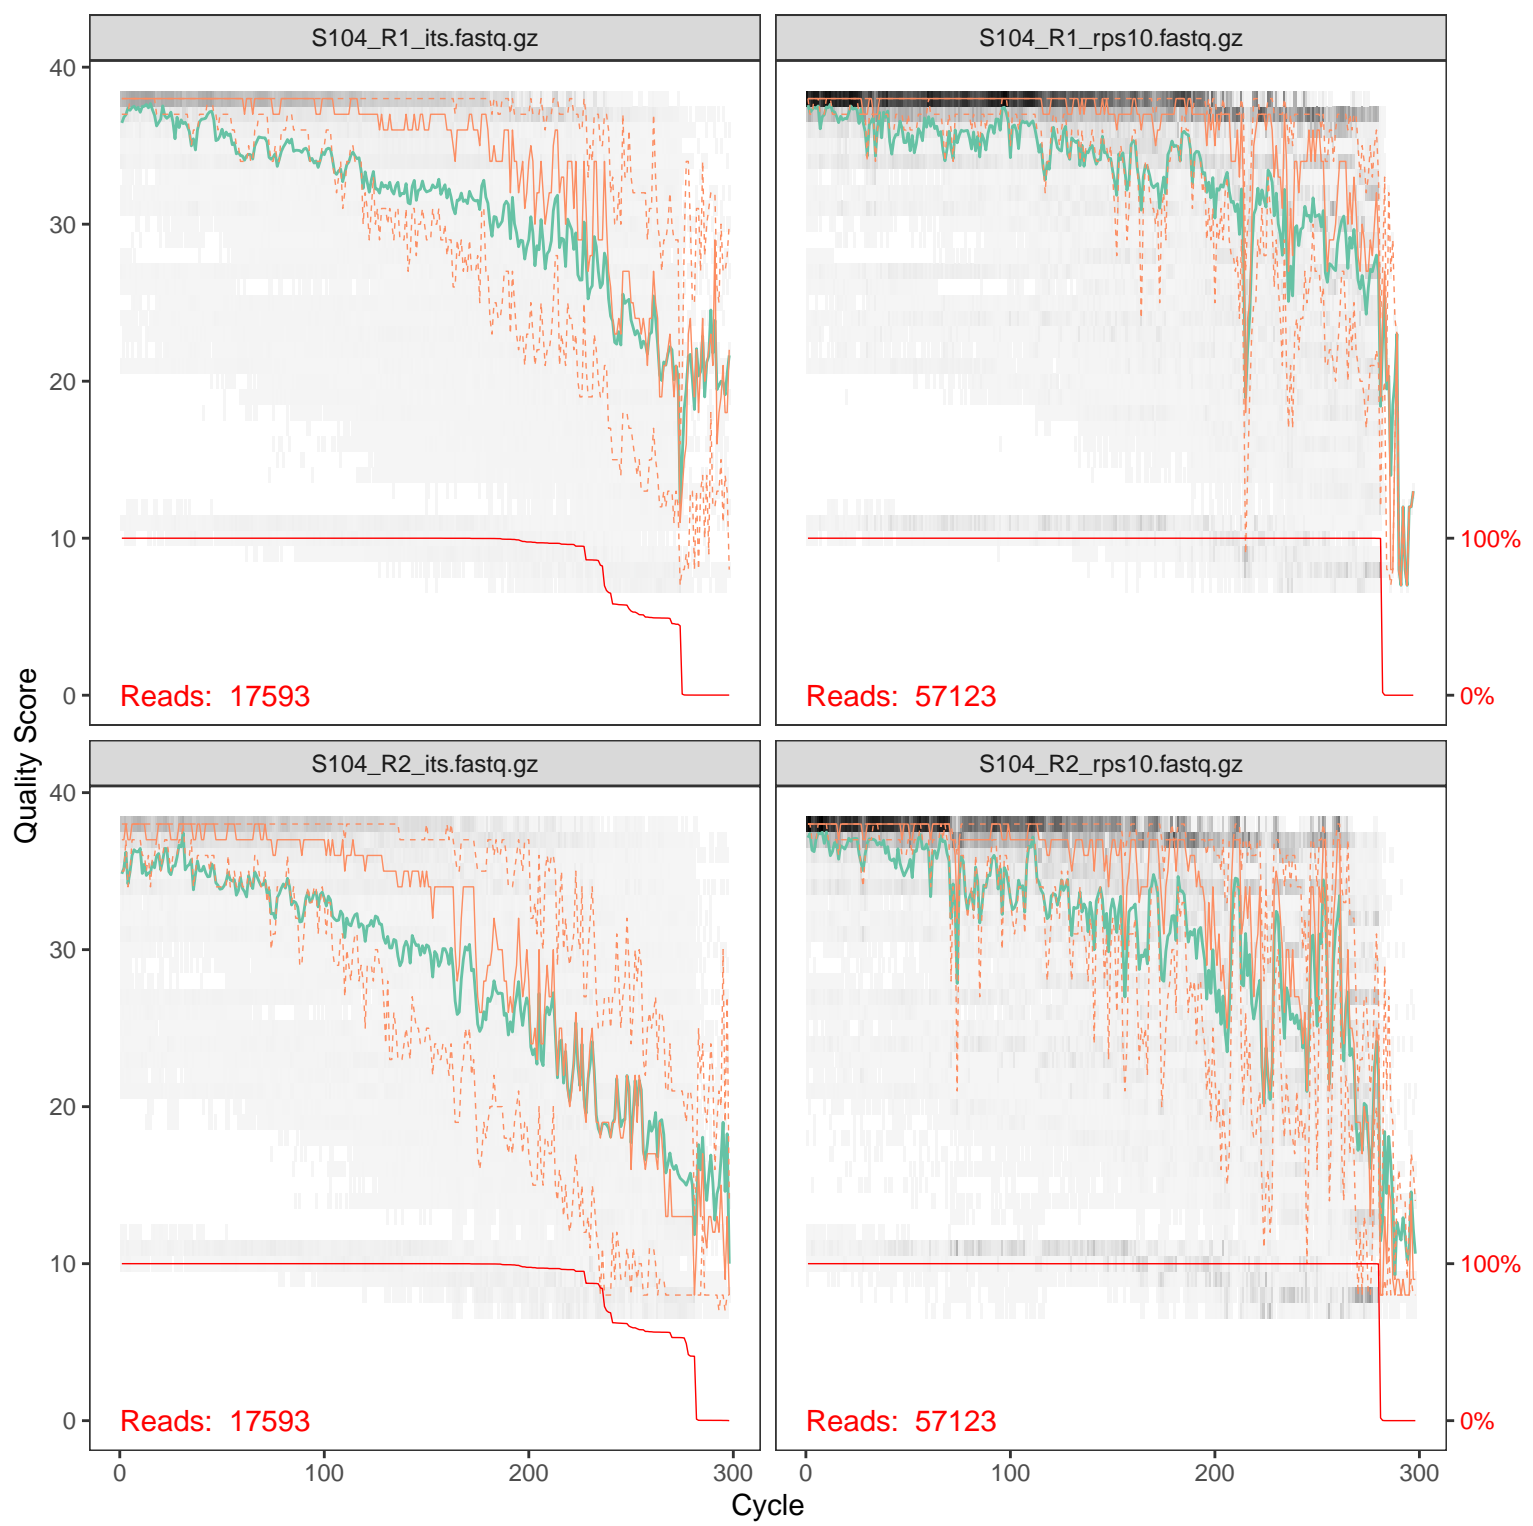 S104_R1_its.fastq.gz
S104_R1_rps10.fastq.gz
40
30
20
10
0
100%
0%
Reads: 17593
Reads: 57123
Quality Score
S104_R2_its.fastq.gz
S104_R2_rps10.fastq.gz
40
30
20
10
0
100%
0%
Reads: 17593
Reads: 57123
0 100 200 300
0 100 200 300
Cycle